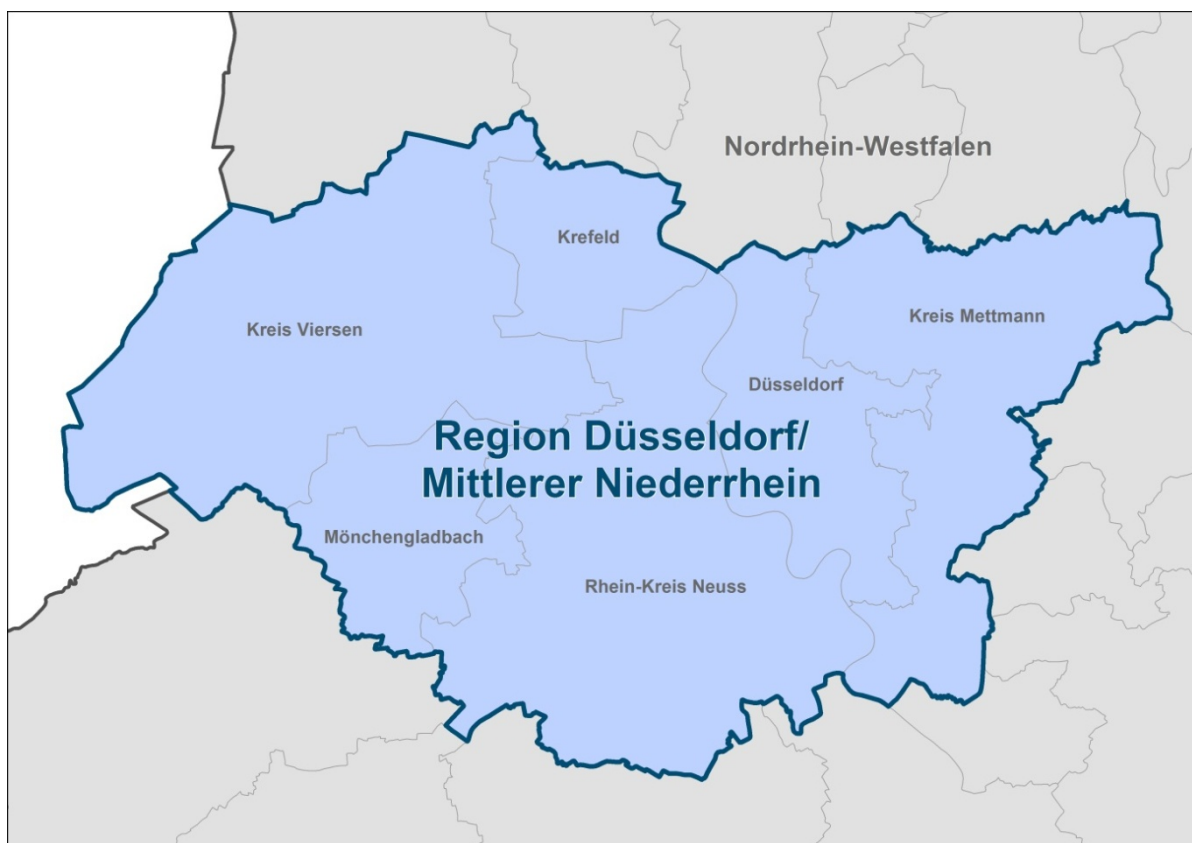 Nordrhein-Westfalen
Krefeld
Kreis Viersen
Kreis Mettmann
Düsseldorf
Region Düsseldorf/
Mittlerer Niederrhein
Mönchengladbach
Rhein-Kreis Neuss